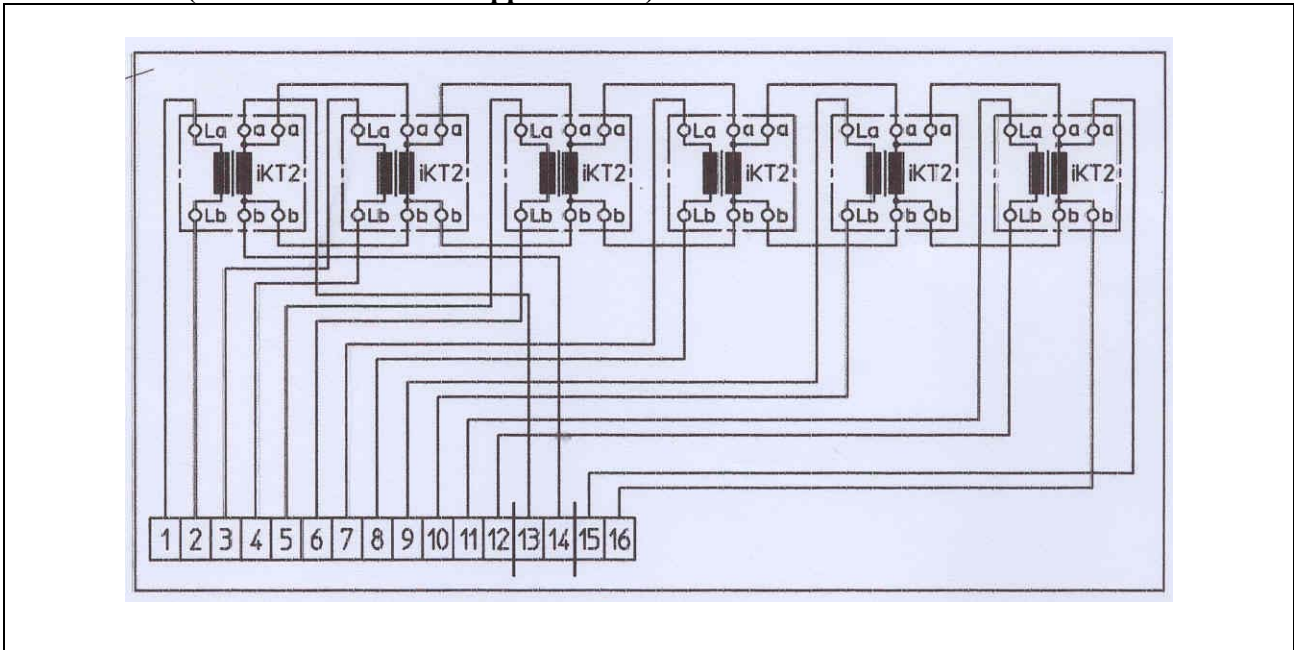 La a a La a a La a a La a a La a a La a a
iKT2 iKT2 iKT2 iKT2 iKT2 iKT2
Lb b b Lb b b Lb b b Lb b b Lb b b Lb b b
1 2 3 4 5 6 7 8 9 10 11 12 13 14 15 16